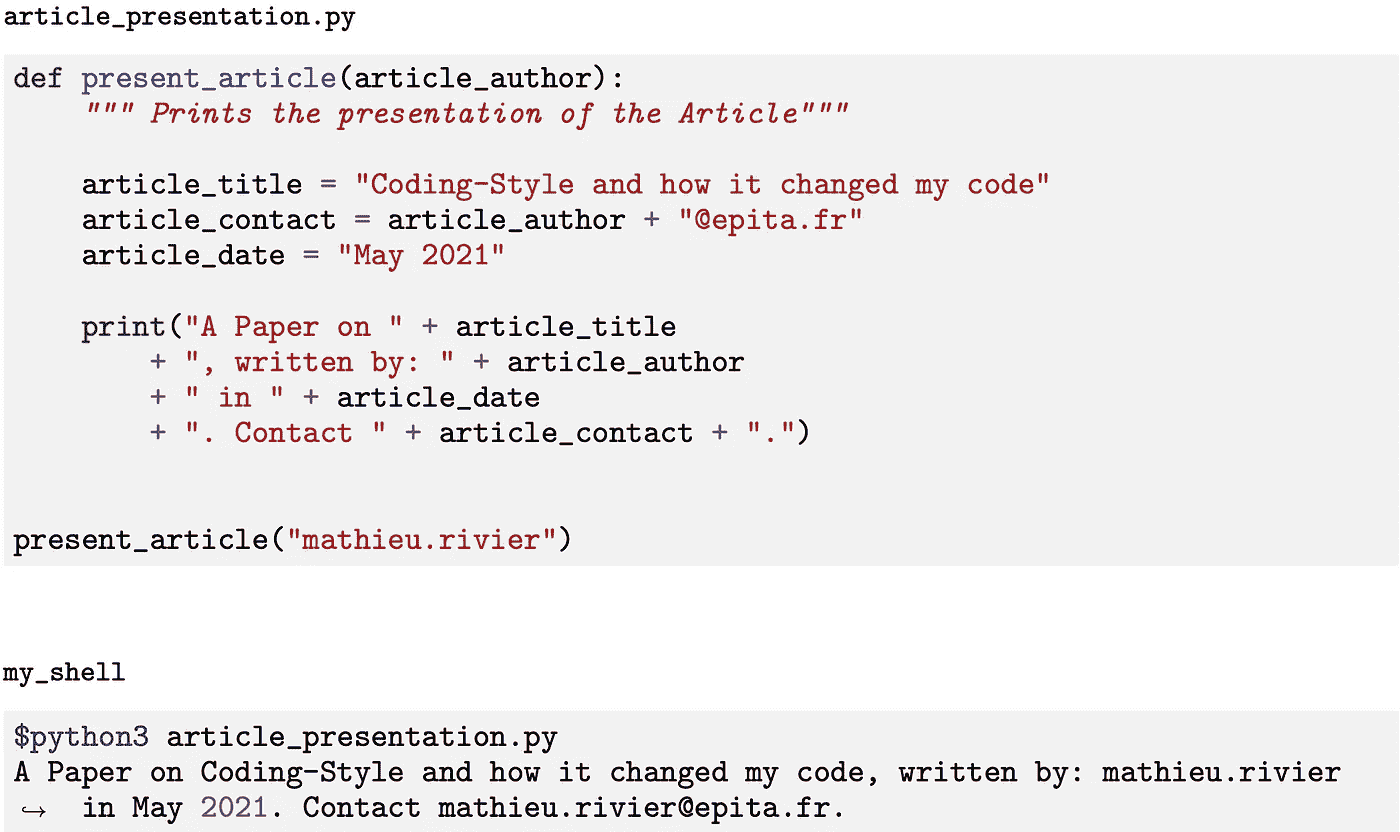 article_presentation.py
def present_article(article_author):
    """ Prints the presentation of the Article"""
    article_title = "Coding-Style and how it changed my code"
    article_contact = article_author + "@epita.fr"
    article_date = "May 2021"
    print("A Paper on " + article_title
        + ", written by: " + article_author
        + " in " + article_date
        + ". Contact " + article_contact + ".")
present_article("mathieu.rivier")
my_shell
$python3 article_presentation.py
A Paper on Coding-Style and how it changed my code, written by: mathieu.rivier
↪  in May 2021. Contact mathieu.rivier@epita.fr.